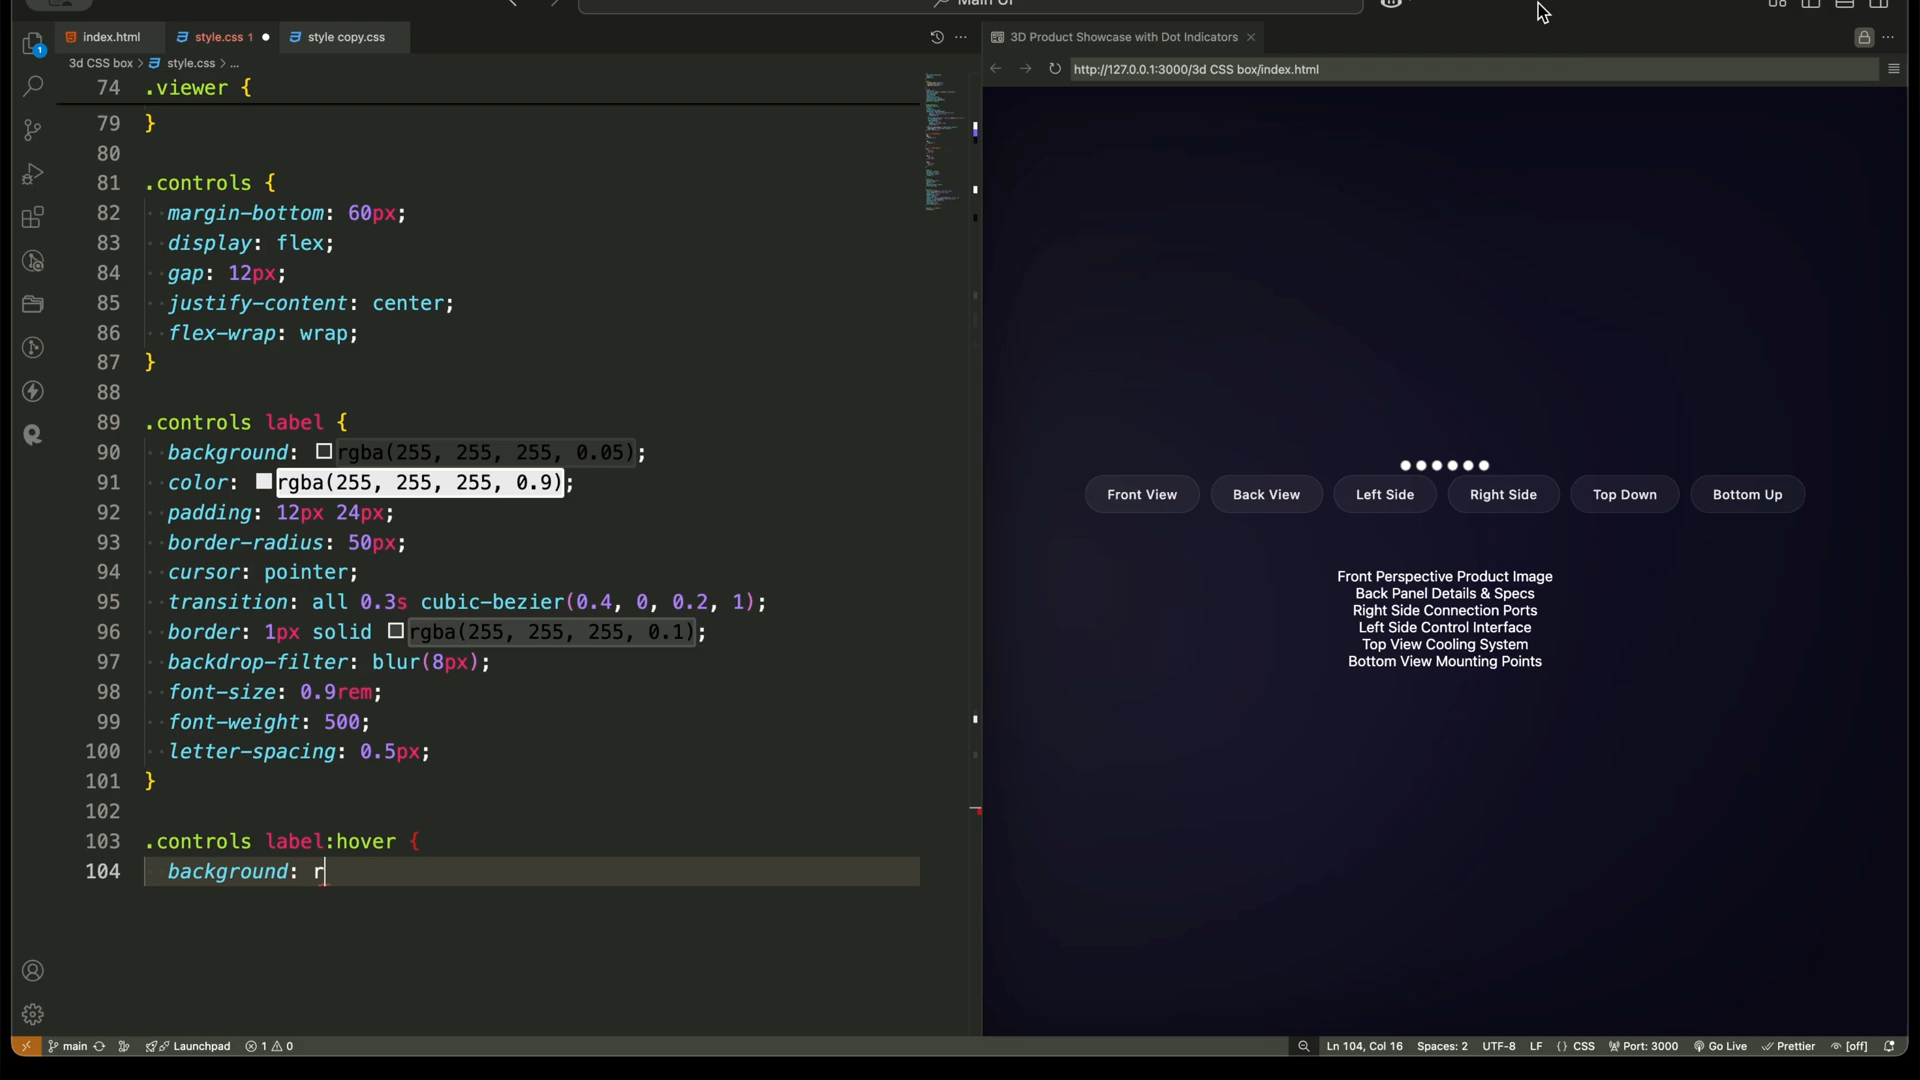 Main UI
index.html
style.css 1
style copy.css
3d CSS box > style.css > ...
74 .viewer {
79 }
80
81 .controls {
82 margin-bottom: 60px;
83 display: flex;
84 gap: 12px;
85 justify-content: center;
86 flex-wrap: wrap;
87 }
88
89 .controls label {
90 background: rgba(255, 255, 255, 0.05);
91 color: rgba(255, 255, 255, 0.9);
92 padding: 12px 24px;
93 border-radius: 50px;
94 cursor: pointer;
95 transition: all 0.3s cubic-bezier(0.4, 0, 0.2, 1);
96 border: 1px solid rgba(255, 255, 255, 0.1);
97 backdrop-filter: blur(8px);
98 font-size: 0.9rem;
99 font-weight: 500;
100 letter-spacing: 0.5px;
101 }
102
103 .controls label:hover {
104 background: r
3D Product Showcase with Dot Indicators
http://127.0.0.1:3000/3d CSS box/index.html
Front View Back View Left Side Right Side Top Down Bottom Up
Front Perspective Product Image
Back Panel Details & Specs
Right Side Connection Ports
Left Side Control Interface
Top View Cooling System
Bottom View Mounting Points
1
main Launchpad 1 0 Ln 104, Col 16 Spaces: 2 UTF-8 LF {} CSS Port: 3000 Go Live Prettier [off]